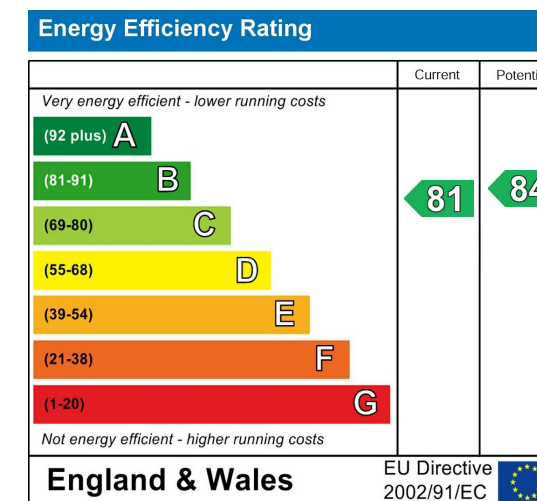 Energy Efficiency Rating
Current Potenti
Very energy efficient - lower running costs
(92 plus) A
(81-91) B
81 84
(69-80) C
(55-68) D
(39-54) E
(21-38) F
(1-20) G
Not energy efficient - higher running costs
England & Wales
EU Directive
2002/91/EC